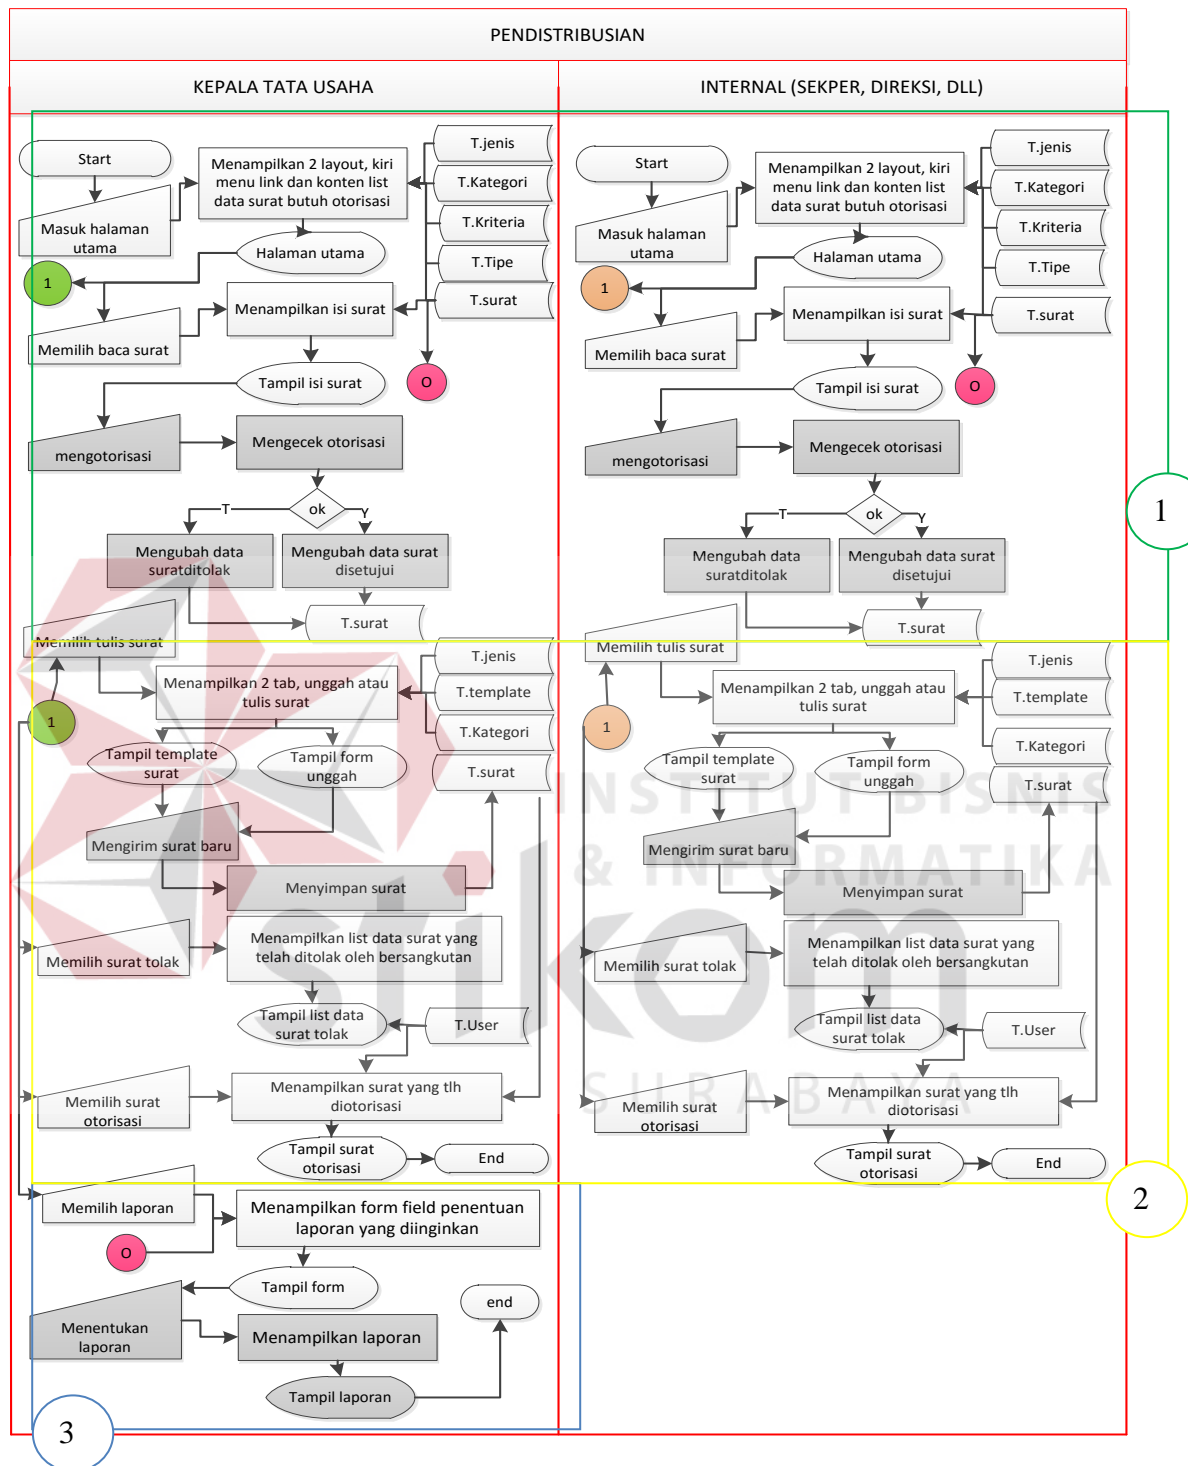 PENDISTRIBUSIAN
KEPALA TATA USAHA
INTERNAL (SEKPER, DIREKSI, DLL)
Start
Menampilkan 2 layout, kiri
menu link dan konten list
data surat butuh otorisasi
T.jenis
T.Kategori
T.Kriteria
T.Tipe
T.surat
Masuk halaman
utama
Halaman utama
1
Menampilkan isi surat
Memilih baca surat
Tampil isi surat
O
mengotorisasi
Mengecek otorisasi
ok
T
Y
Mengubah data
suratditolak
Mengubah data surat
disetujui
T.surat
Start
Menampilkan 2 layout, kiri
menu link dan konten list
data surat butuh otorisasi
T.jenis
T.Kategori
T.Kriteria
T.Tipe
T.surat
Masuk halaman
utama
Halaman utama
1
Menampilkan isi surat
Memilih baca surat
Tampil isi surat
O
mengotorisasi
Mengecek otorisasi
ok
T
Y
Mengubah data
suratditolak
Mengubah data surat
disetujui
T.surat
1
Memilih tulis surat
Menampilkan 2 tab, unggah atau
tulis surat
T.jenis
T.template
T.Kategori
T.surat
1
Tampil template
surat
Tampil form
unggah
Mengirim surat baru
Menyimpan surat
Memilih surat tolak
Menampilkan list data surat yang
telah ditolak oleh bersangkutan
Tampil list data
surat tolak
T.User
Memilih surat
otorisasi
Menampilkan surat yang tlh
diotorisasi
Tampil surat
otorisasi
End
Memilih tulis surat
Menampilkan 2 tab, unggah atau
tulis surat
T.jenis
T.template
T.Kategori
T.surat
1
Tampil template
surat
Tampil form
unggah
Mengirim surat baru
Menyimpan surat
Memilih surat tolak
Menampilkan list data surat yang
telah ditolak oleh bersangkutan
Tampil list data
surat tolak
T.User
Memilih surat
otorisasi
Menampilkan surat yang tlh
diotorisasi
Tampil surat
otorisasi
End
2
Memilih laporan
O
Menampilkan form field penentuan
laporan yang diinginkan
Tampil form
Menentukan
laporan
Menampilkan laporan
Tampil laporan
end
3
INSTITUT BISNIS
& INFORMATIKA
stikom
SURABAYA